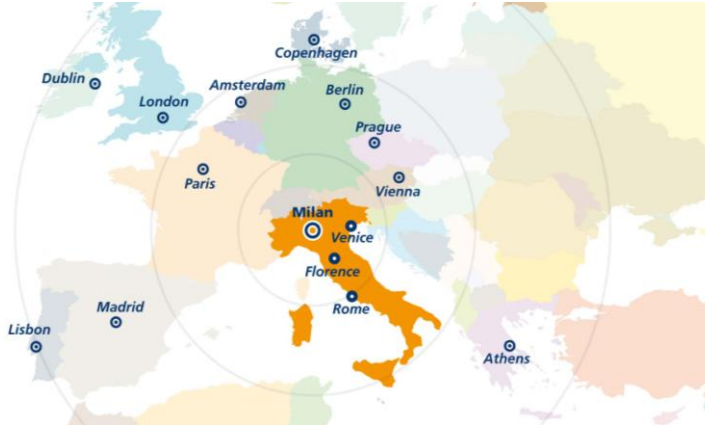 Copenhagen
Dublin
Amsterdam
Berlin
London
Prague
Paris
Vienna
Milan
Venice
Florence
Madrid
Rome
Lisbon
Athens